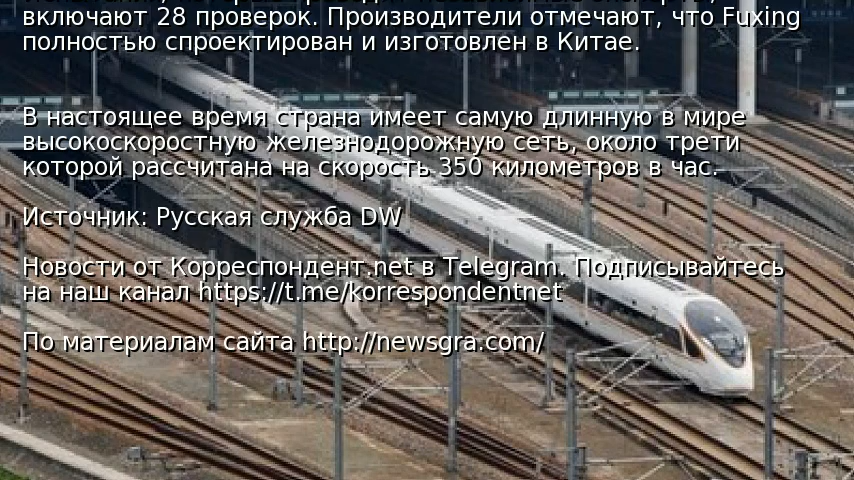 включают 28 проверок. Производители отмечают, что Fuxing
полностью спроектирован и изготовлен в Китае.
В настоящее время страна имеет самую длинную в мире
высокоскоростную железнодорожную сеть, около трети
которой рассчитана на скорость 350 километров в час.
Источник: Русская служба DW
Новости от Корреспондент.net в Telegram. Подписывайтесь
на наш канал https://t.me/korrespondentnet
По материалам сайта http://newsgra.com/